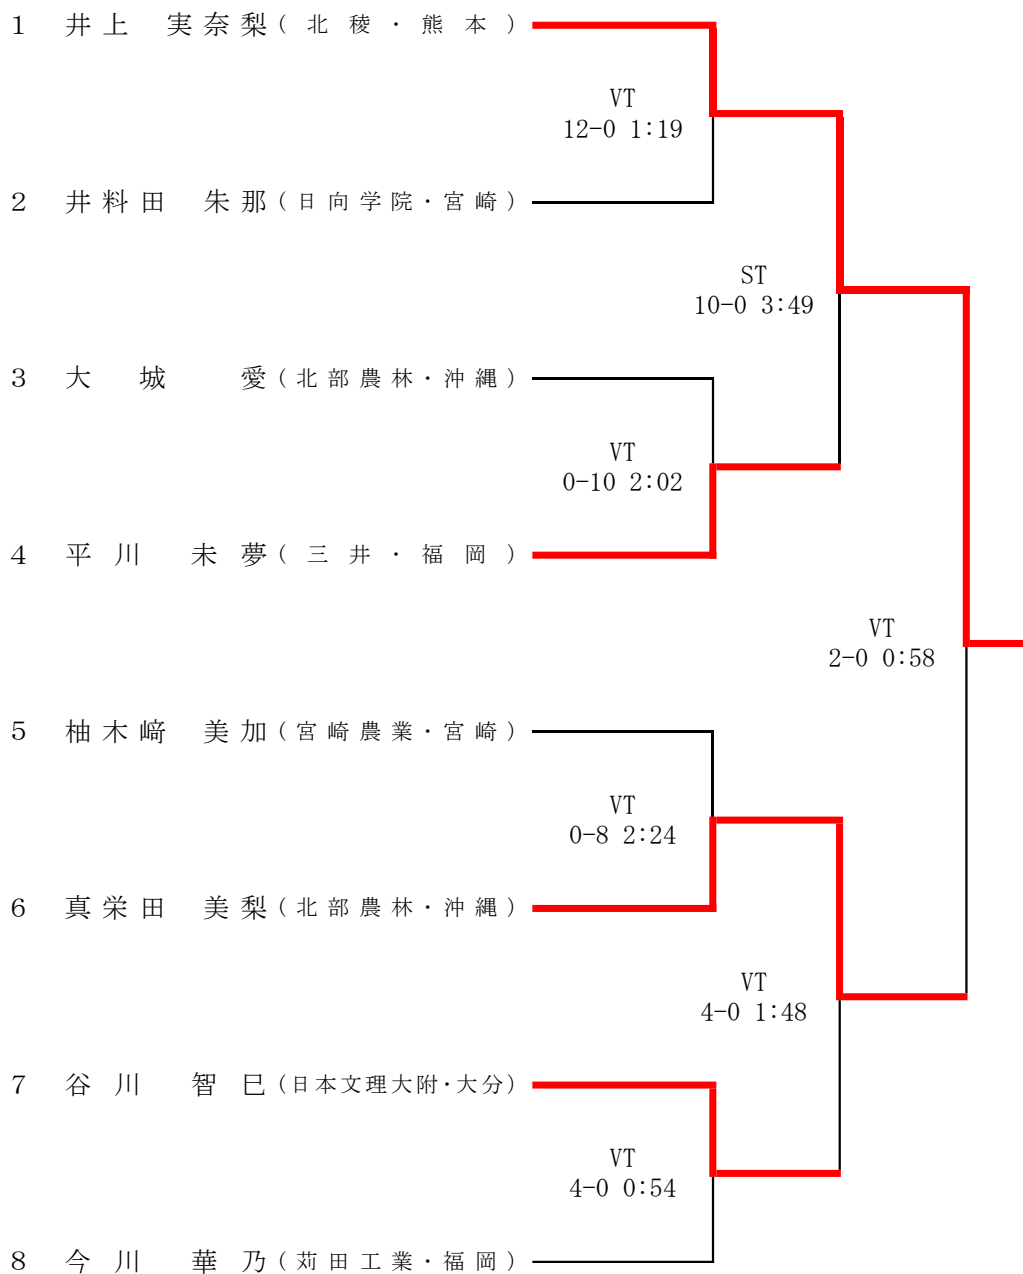 1 井上 実奈梨(北稜・熊本)
VT
12-0 1:19
2 井料田 朱那(日向学院・宮崎)
ST
10-0 3:49
3 大城 愛(北部農林・沖縄)
VT
0-10 2:02
4 平川 未夢(三井・福岡)
VT
2-0 0:58
5 柚木﨑 美加(宮崎農業・宮崎)
VT
0-8 2:24
6 真栄田 美梨(北部農林・沖縄)
VT
4-0 1:48
7 谷川 智巳(日本文理大附・大分)
VT
4-0 0:54
8 今川 華乃(苅田工業・福岡)